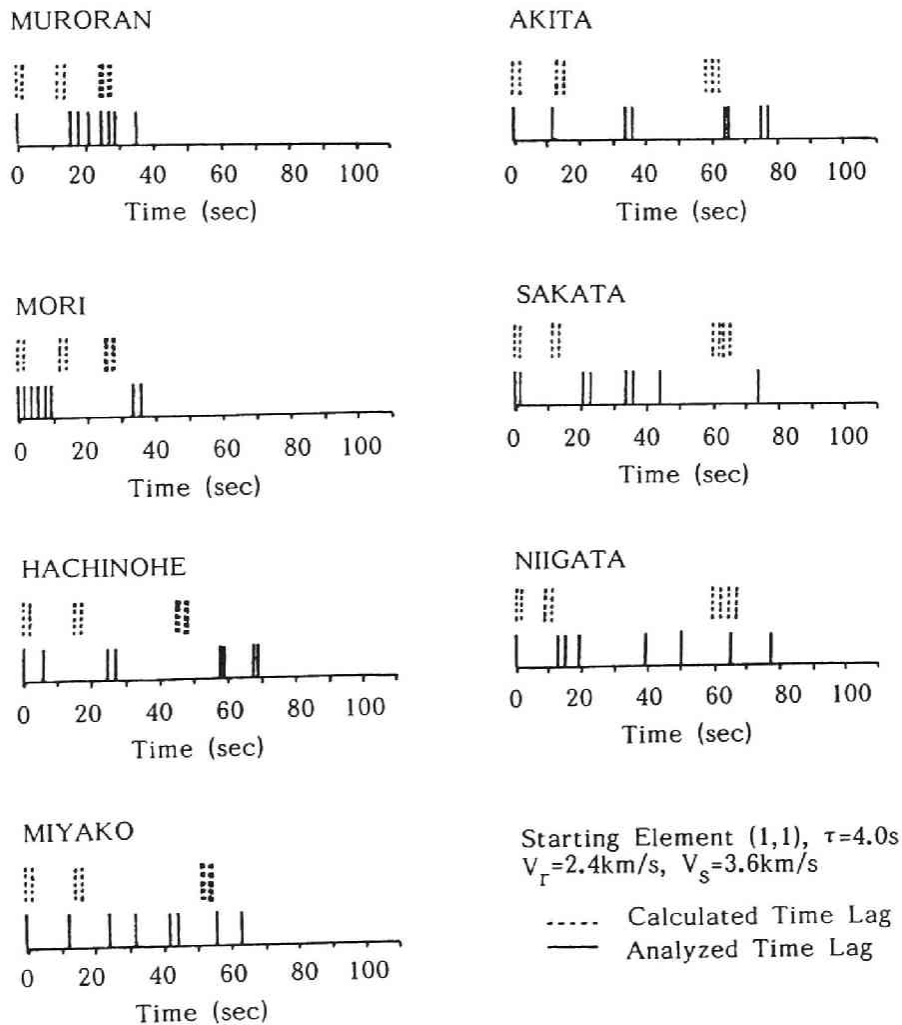 MURORAN
0 20 40 60 80 100
Time (sec)
MORI
0 20 40 60 80 100
Time (sec)
HACHINOHE
0 20 40 60 80 100
Time (sec)
MIYAKO
0 20 40 60 80 100
Time (sec)
AKITA
0 20 40 60 80 100
Time (sec)
SAKATA
0 20 40 60 80 100
Time (sec)
NIIGATA
0 20 40 60 80 100
Time (sec)
Starting Element (1,1), τ=4.0s
Vr=2.4km/s, Vs=3.6km/s
Calculated Time Lag
Analyzed Time Lag